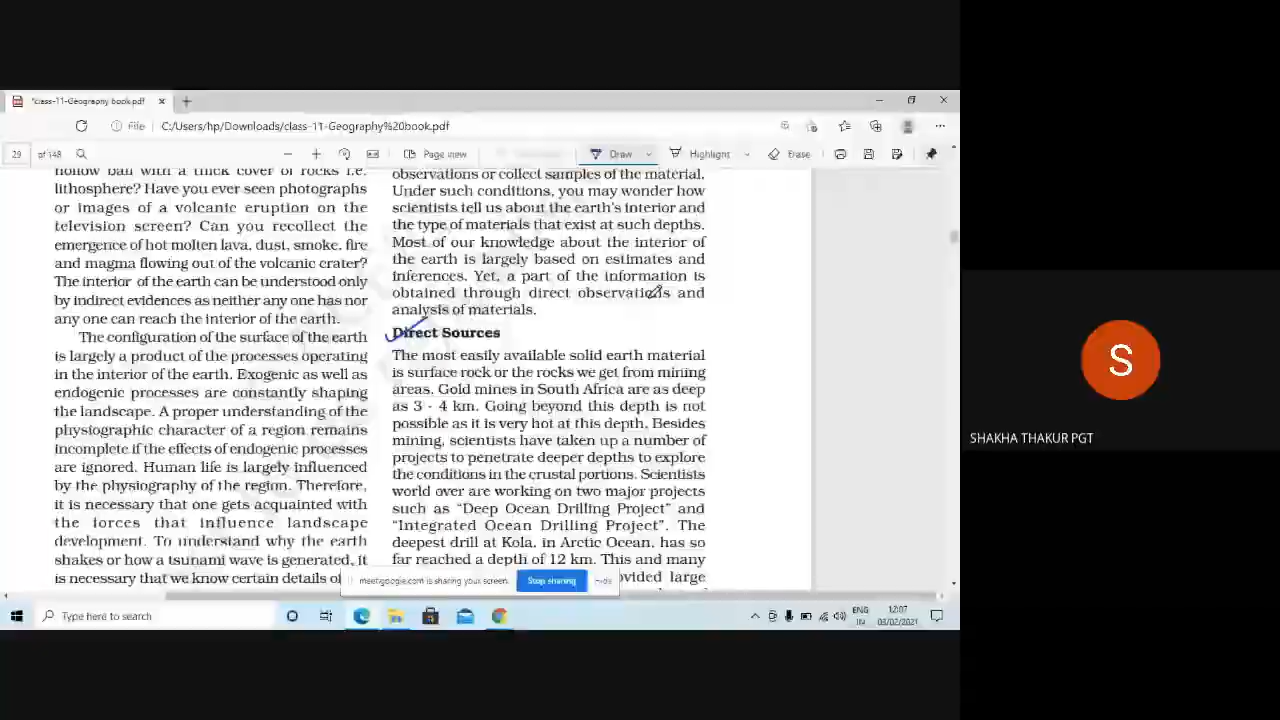 *class-11-Geography book.pdf
File
C:/Users/hp/Downloads/class-11-Geography%20book.pdf
29 of 148
Page view
Draw
Highlight
Erase
hollow ball with a thick cover of rocks i.e.
lithosphere? Have you ever seen photographs
or images of a volcanic eruption on the
television screen? Can you recollect the
emergence of hot molten lava, dust, smoke, fire
and magma flowing out of the volcanic crater?
The interior of the earth can be understood only
by indirect evidences as neither any one has nor
any one can reach the interior of the earth.
The configuration of the surface of the earth
is largely a product of the processes operating
in the interior of the earth. Exogenic as well as
endogenic processes are constantly shaping
the landscape. A proper understanding of the
physiographic character of a region remains
incomplete if the effects of endogenic processes
are ignored. Human life is largely influenced
by the physiography of the region. Therefore,
it is necessary that one gets acquainted with
the forces that influence landscape
development. To understand why the earth
shakes or how a tsunami wave is generated, it
is necessary that we know certain details of
observations or collect samples of the material.
Under such conditions, you may wonder how
scientists tell us about the earth's interior and
the type of materials that exist at such depths.
Most of our knowledge about the interior of
the earth is largely based on estimates and
inferences. Yet, a part of the information is
obtained through direct observations and
analysis of materials.
Direct Sources
The most easily available solid earth material
is surface rock or the rocks we get from mining
areas. Gold mines in South Africa are as deep
as 3 - 4 km. Going beyond this depth is not
possible as it is very hot at this depth. Besides
mining, scientists have taken up a number of
projects to penetrate deeper depths to explore
the conditions in the crustal portions. Scientists
world over are working on two major projects
such as "Deep Ocean Drilling Project" and
"Integrated Ocean Drilling Project". The
deepest drill at Kola, in Arctic Ocean, has so
far reached a depth of 12 km. This and many
ovided large
meet.google.com is sharing your screen.
Stop sharing
Hide
Type here to search
ENG
IN
12:07
03/02/2021
S
SHAKHA THAKUR PGT